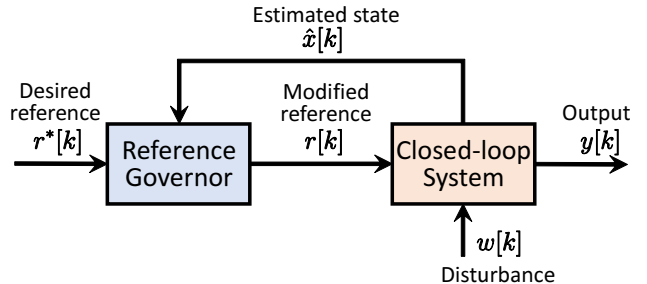 Estimated state
x̂[k]
Desired
reference
r*[k]
Reference
Governor
Modified
reference
r[k]
Closed-loop
System
Output
y[k]
w[k]
Disturbance